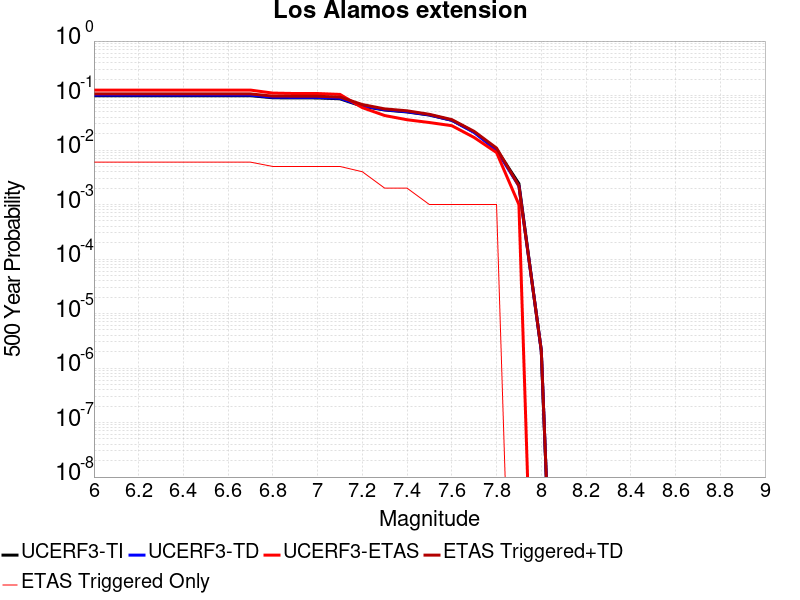 Los Alamos extension
500 Year Probability
10^0
10^-1
10^-2
10^-3
10^-4
10^-5
10^-6
10^-7
10^-8
6 6.2 6.4 6.6 6.8 7 7.2 7.4 7.6 7.8 8 8.2 8.4 8.6 8.8 9
Magnitude
UCERF3-TI UCERF3-TD UCERF3-ETAS ETAS Triggered+TD
ETAS Triggered Only